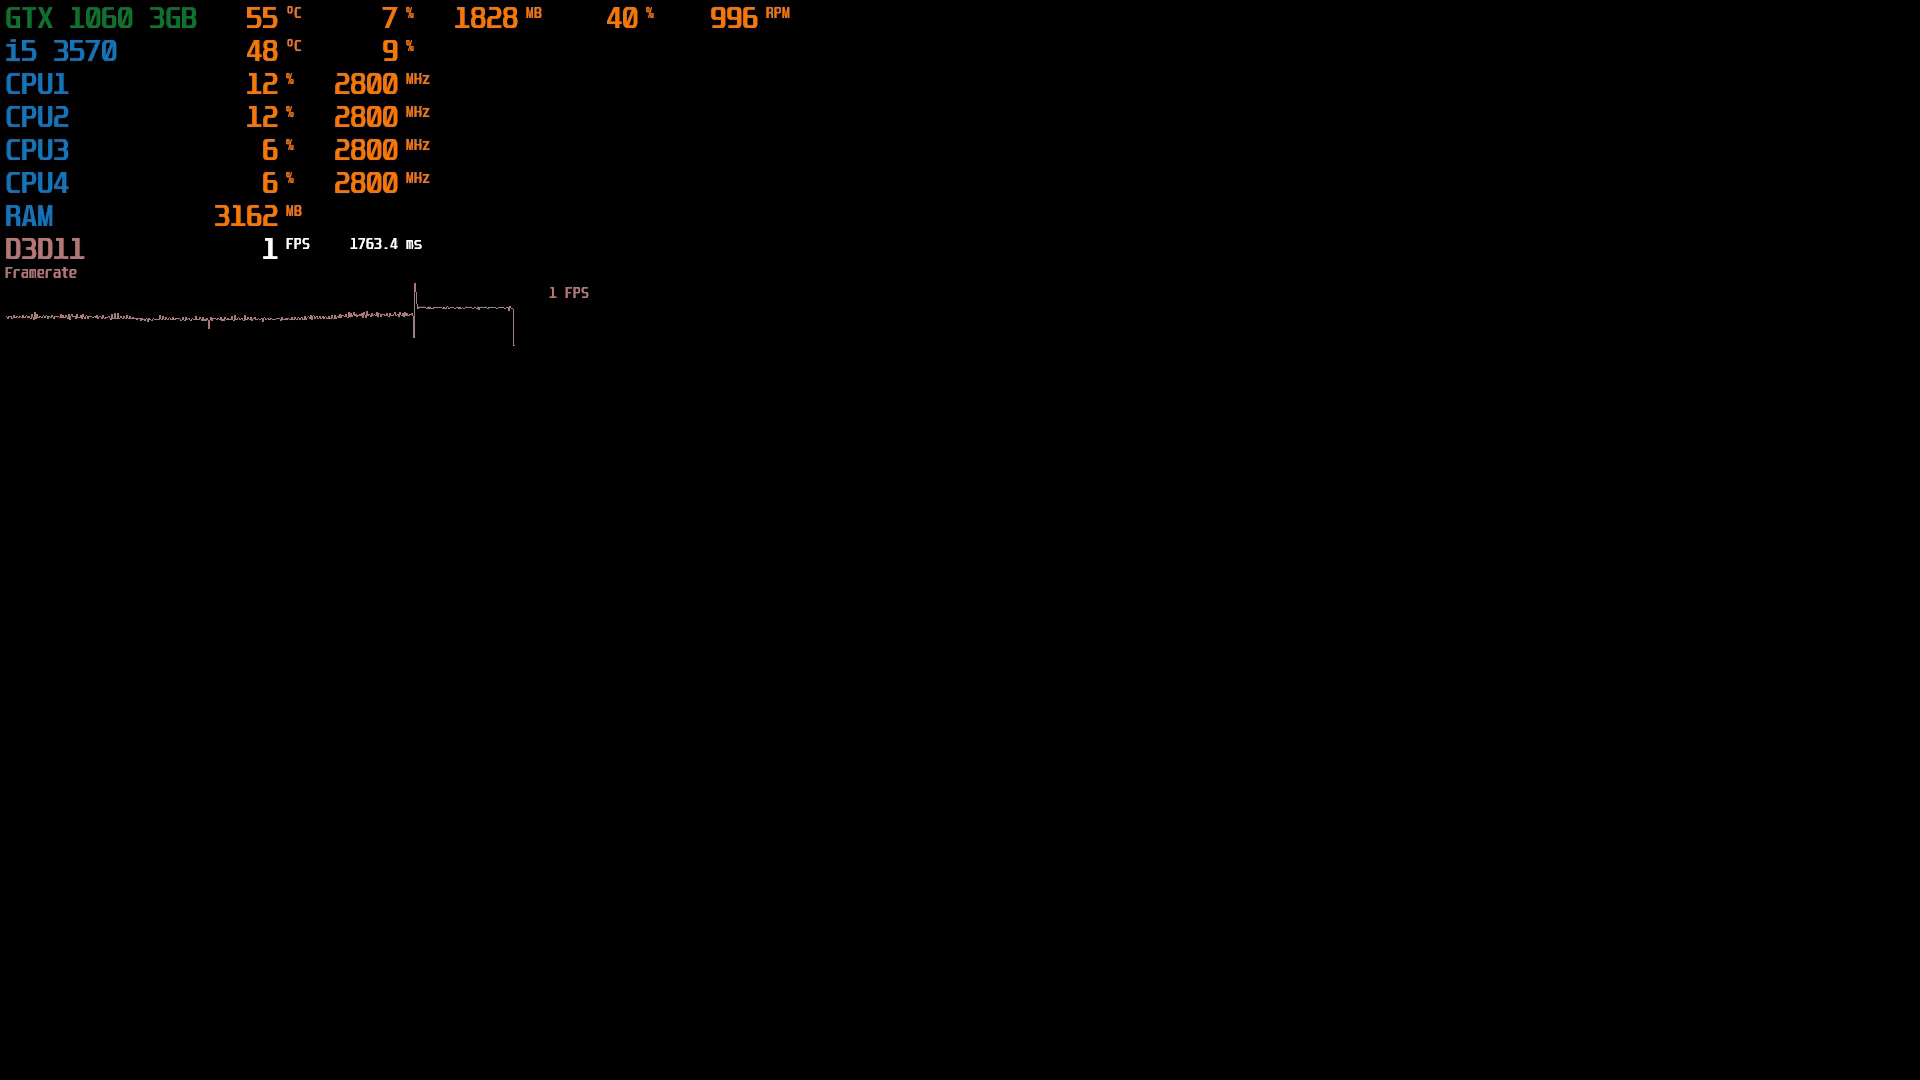 GTX 1060 3GB 55 °C 7 % 1828 MB 40 % 996 RPM
i5 3570 48 °C 9 %
CPU1 12 % 2800 MHz
CPU2 12 % 2800 MHz
CPU3 6 % 2800 MHz
CPU4 6 % 2800 MHz
RAM 3162 MB
D3D11 1 FPS 1763.4 ms
Framerate
1 FPS